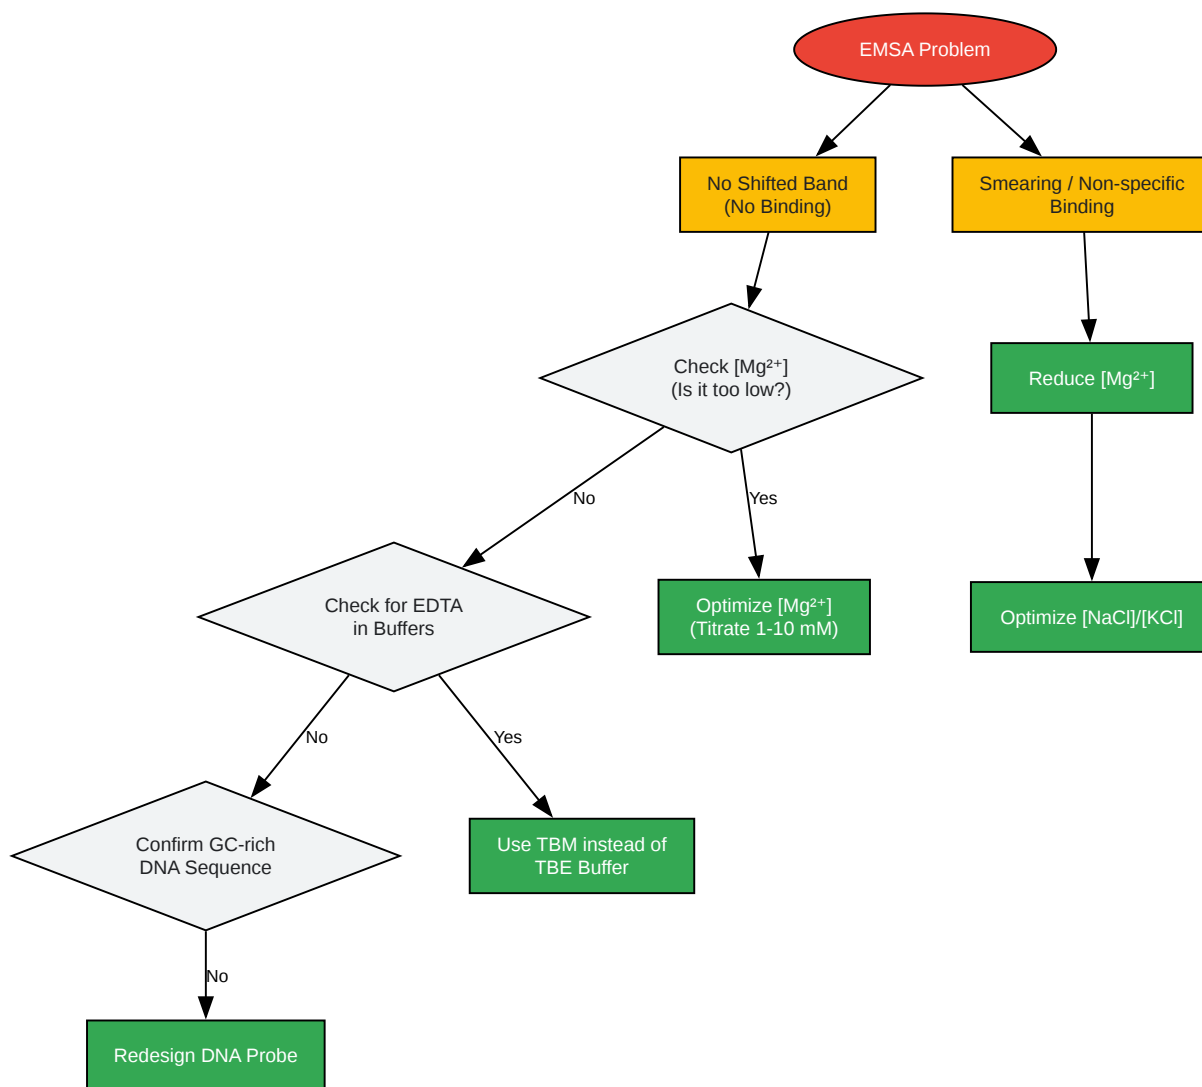 EMSA Problem
No Shifted Band
(No Binding)
Smearing / Non-specific
Binding
Check [Mg²⁺]
(Is it too low?)
Reduce [Mg²⁺]
No
Yes
Check for EDTA
in Buffers
Optimize [Mg²⁺]
(Titrate 1-10 mM)
Optimize [NaCl]/[KCl]
No
Yes
Confirm GC-rich
DNA Sequence
Use TBM instead of
TBE Buffer
No
Redesign DNA Probe